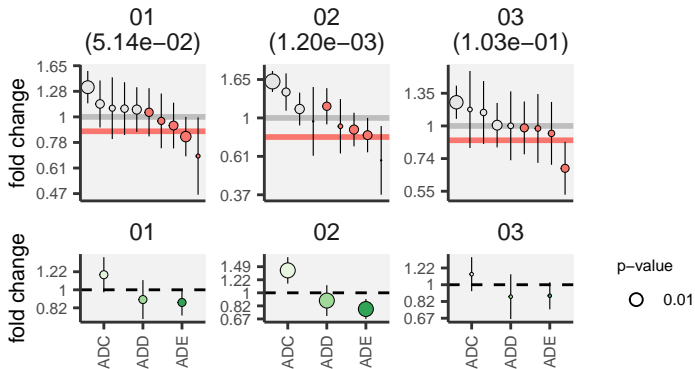 01
(5.14e−02)
02
(1.20e−03)
03
(1.03e−01)
fold change
1.65
1.28
1
0.78
0.61
0.47
1.65
1
0.61
0.37
1.35
1
0.74
0.55
01
02
03
fold change
1.22
1
0.82
1.49
1.22
1
0.82
0.67
1.22
1
0.82
0.67
ADC
ADD
ADE
ADC
ADD
ADE
ADC
ADD
ADE
p−value
0.01